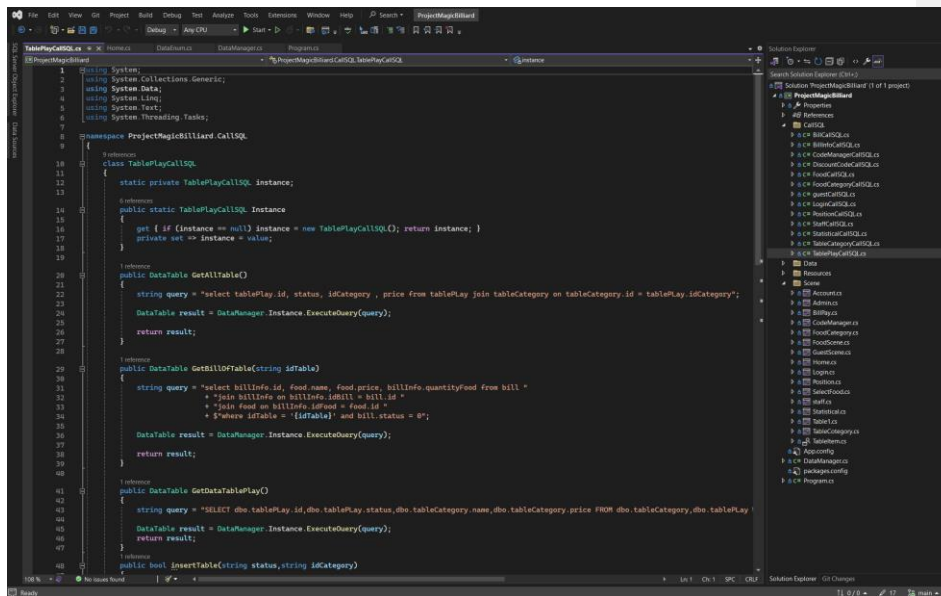 File Edit View Git Project Build Debug Test Analyze Tools Extensions Window Help Search ProjectMagicBilliard
Debug Any CPU Start
TablePlayCallSQL.cs Home.cs DataEnum.cs DataManager.cs Program.cs
ProjectMagicBilliard ProjectMagicBilliard.CallSQL.TablePlayCallSQL instance
SQL Server Object Explorer
Data Sources
1 using System;
2 using System.Collections.Generic;
3 using System.Data;
4 using System.Linq;
5 using System.Text;
6 using System.Threading.Tasks;
7
8 namespace ProjectMagicBilliard.CallSQL
9 {
9 references
10 class TablePlayCallSQL
11 {
12 static private TablePlayCallSQL instance;
13
6 references
14 public static TablePlayCallSQL Instance
15 {
16 get { if (instance == null) instance = new TablePlayCallSQL(); return instance; }
17 private set => instance = value;
18 }
19
1 reference
20 public DataTable GetAllTable()
21 {
22 string query = "select tablePlay.id, status, idCategory , price from tablePLay join tableCategory on tableCategory.id = tablePLay.idCategory";
23
24 DataTable result = DataManager.Instance.ExecuteQuery(query);
25
26 return result;
27 }
28
1 reference
29 public DataTable GetBillOfTable(string idTable)
30 {
31 string query = "select billInfo.id, food.name, food.price, billInfo.quantityFood from bill "
32 + "join billInfo on billInfo.idBill = bill.id "
33 + "join food on billInfo.idFood = food.id "
34 + $"where idTable = '{idTable}' and bill.status = 0";
35
36 DataTable result = DataManager.Instance.ExecuteQuery(query);
37
38 return result;
39 }
40
1 reference
41 public DataTable GetDataTablePlay()
42 {
43 string query = "SELECT dbo.tablePLay.id,dbo.tablePLay.status,dbo.tableCategory.name,dbo.tableCategory.price FROM dbo.tableCategory,dbo.tablePLay
44
45 DataTable result = DataManager.Instance.ExecuteQuery(query);
46 return result;
47 }
1 reference
48 public bool insertTable(string status,string idCategory)
108 % No issues found Ln: 1 Ch: 1 SPC CRLF
Solution Explorer
Search Solution Explorer (Ctrl+;)
Solution 'ProjectMagicBilliard' (1 of 1 project)
ProjectMagicBilliard
Properties
References
CallSQL
C# BillCallSQL.cs
C# BillInfoCallSQL.cs
C# CodeManagerCallSQL.cs
C# DiscountCodeCallSQL.cs
C# FoodCallSQL.cs
C# FoodCategoryCallSQL.cs
C# guestCallSQL.cs
C# LoginCallSQL.cs
C# PositionCallSQL.cs
C# StaffCallSQL.cs
C# StatisticalCallSQL.cs
C# TableCategoryCallSQL.cs
C# TablePlayCallSQL.cs
Data
Resources
Scene
Account.cs
Admin.cs
BillPay.cs
CodeManager.cs
FoodCategory.cs
FoodScene.cs
GuestScene.cs
Home.cs
Login.cs
Position.cs
SelectFood.cs
staff.cs
Statistical.cs
Table1.cs
TableCotegory.cs
TableItem.cs
App.config
C# DataManager.cs
packages.config
C# Program.cs
Solution Explorer Git Changes
Ready 0 / 0 17 main